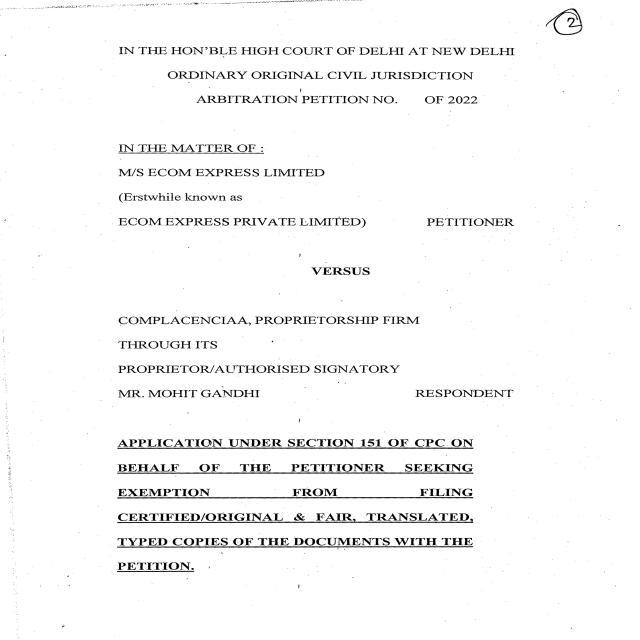 2
IN THE HON'BLE HIGH COURT OF DELHI AT NEW DELHI
ORDINARY ORIGINAL CIVIL JURISDICTION
ARBITRATION PETITION NO. OF 2022
IN THE MATTER OF :
M/S ECOM EXPRESS LIMITED
(Erstwhile known as
ECOM EXPRESS PRIVATE LIMITED) PETITIONER
VERSUS
COMPLACENCIAA, PROPRIETORSHIP FIRM
THROUGH ITS
PROPRIETOR/AUTHORISED SIGNATORY
MR. MOHIT GANDHI RESPONDENT
APPLICATION UNDER SECTION 151 OF CPC ON
BEHALF OF THE PETITIONER SEEKING
EXEMPTION FROM FILING
CERTIFIED/ORIGINAL & FAIR, TRANSLATED,
TYPED COPIES OF THE DOCUMENTS WITH THE
PETITION.